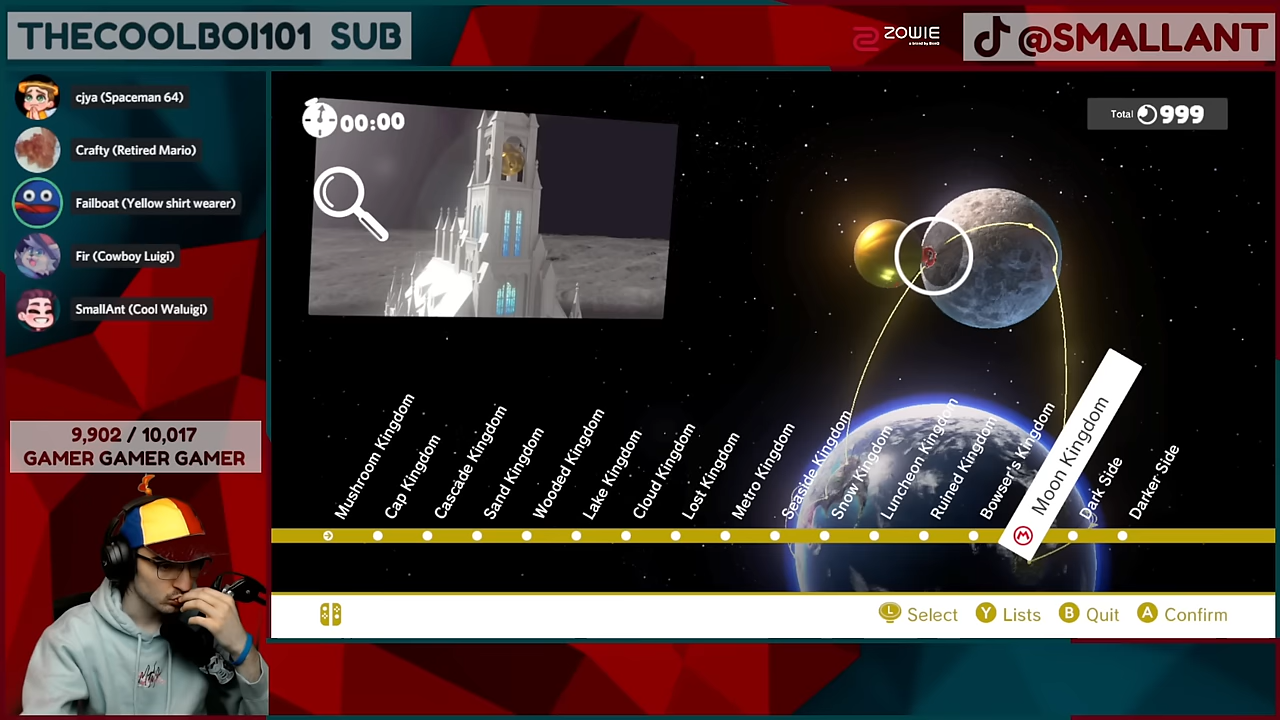 THECOOLBOI101 SUB
ZOWIE
@SMALLANT
cjya (Spaceman 64)
Crafty (Retired Mario)
Failboat (Yellow shirt wearer)
Fir (Cowboy Luigi)
SmallAnt (Cool Waluigi)
9,902 / 10,017
GAMER GAMER GAMER
00:00
Total 999
Mushroom Kingdom
Cap Kingdom
Cascade Kingdom
Sand Kingdom
Wooded Kingdom
Lake Kingdom
Cloud Kingdom
Lost Kingdom
Metro Kingdom
Seaside Kingdom
Snow Kingdom
Luncheon Kingdom
Ruined Kingdom
Bowser's Kingdom
Moon Kingdom
Dark Side
Darker Side
L Select
Y Lists
B Quit
A Confirm